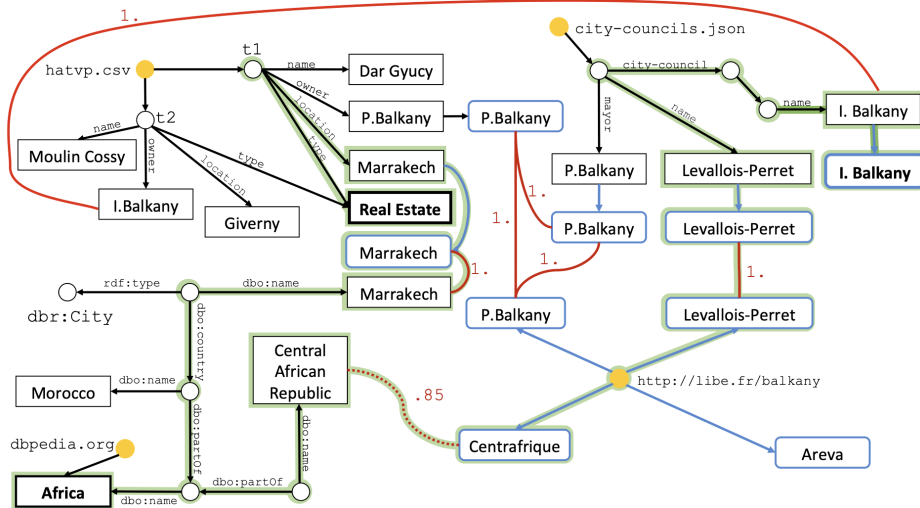 1.
city-councils.json
t1
hatvp.csv
name
Dar Gyucy
city-council
owner
location
type
P.Balkany
P.Balkany
mayor
name
name
I. Balkany
t2
name
owner
location
type
Moulin Cossy
Marrakech
P.Balkany
Levallois-Perret
I. Balkany
1.
I.Balkany
Giverny
Real Estate
1.
P.Balkany
Levallois-Perret
Marrakech
1.
1.
rdf:type
dbo:name
Marrakech
dbr:City
P.Balkany
Levallois-Perret
dbo:country
Central
African
Republic
Morocco
dbo:name
.85
http://libe.fr/balkany
dbo:partOf
dbo:name
dbpedia.org
Centrafrique
Areva
Africa
dbo:name
dbo:partOf